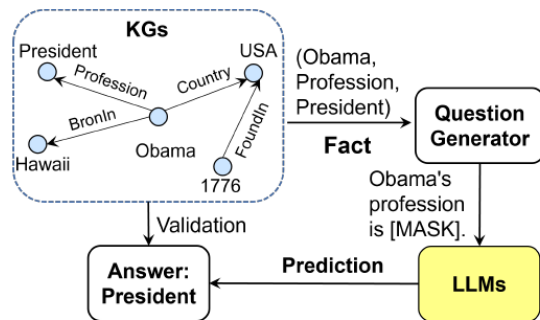 KGs
President
USA
Profession
Country
BronIn
FoundIn
Obama
Hawaii
1776
(Obama,
Profession,
President)
Fact
Question
Generator
Obama's
profession
is [MASK].
Validation
Answer:
President
Prediction
LLMs